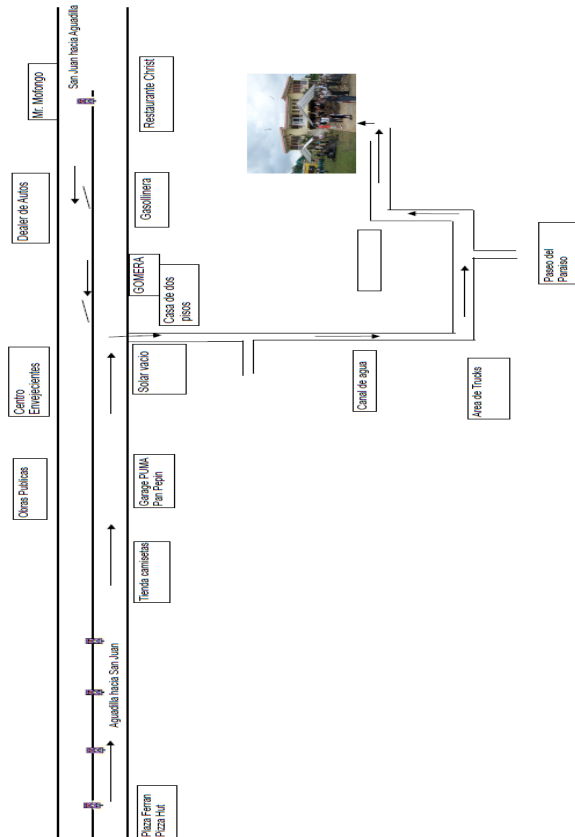 Mr. Mofongo
San Juan hacia Aguadilla
Restaurante Christ
Dealer de Autos
Gasollinera
GOMERA
Casa de dos
pisos
Paseo del
Paraiso
Centro
Envejecientes
Solar vacio
Canal de agua
Area de Trucks
Obras Publicas
Garage PUMA
Pan Pepin
Tienda camisetas
Aguadilla hacia San Juan
Plaza Ferran
Pizza Hut